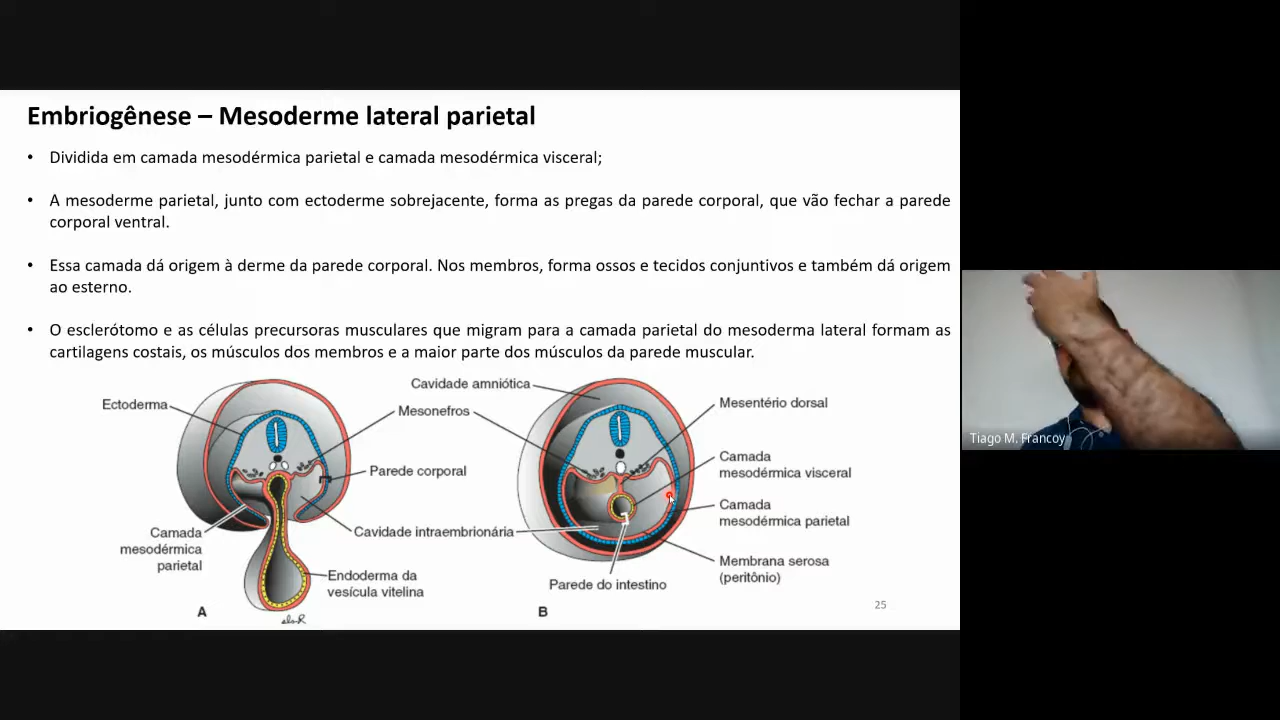 Embriogênese – Mesoderme lateral parietal
• Dividida em camada mesodérmica parietal e camada mesodérmica visceral;
• A mesoderme parietal, junto com ectoderme sobrejacente, forma as pregas da parede corporal, que vão fechar a parede
corporal ventral.
• Essa camada dá origem à derme da parede corporal. Nos membros, forma ossos e tecidos conjuntivos e também dá origem
ao esterno.
• O esclerótomo e as células precursoras musculares que migram para a camada parietal do mesoderma lateral formam as
cartilagens costais, os músculos dos membros e a maior parte dos músculos da parede muscular.
Ectoderma
Camada
mesodérmica
parietal
Cavidade amniótica
Mesonefros
Parede corporal
Cavidade intraembrionária
Endoderma da
vesícula vitelina
A
Mesentério dorsal
Camada
mesodérmica visceral
Camada
mesodérmica parietal
Membrana serosa
(peritônio)
Parede do intestino
B
25
Tiago M. Francoy